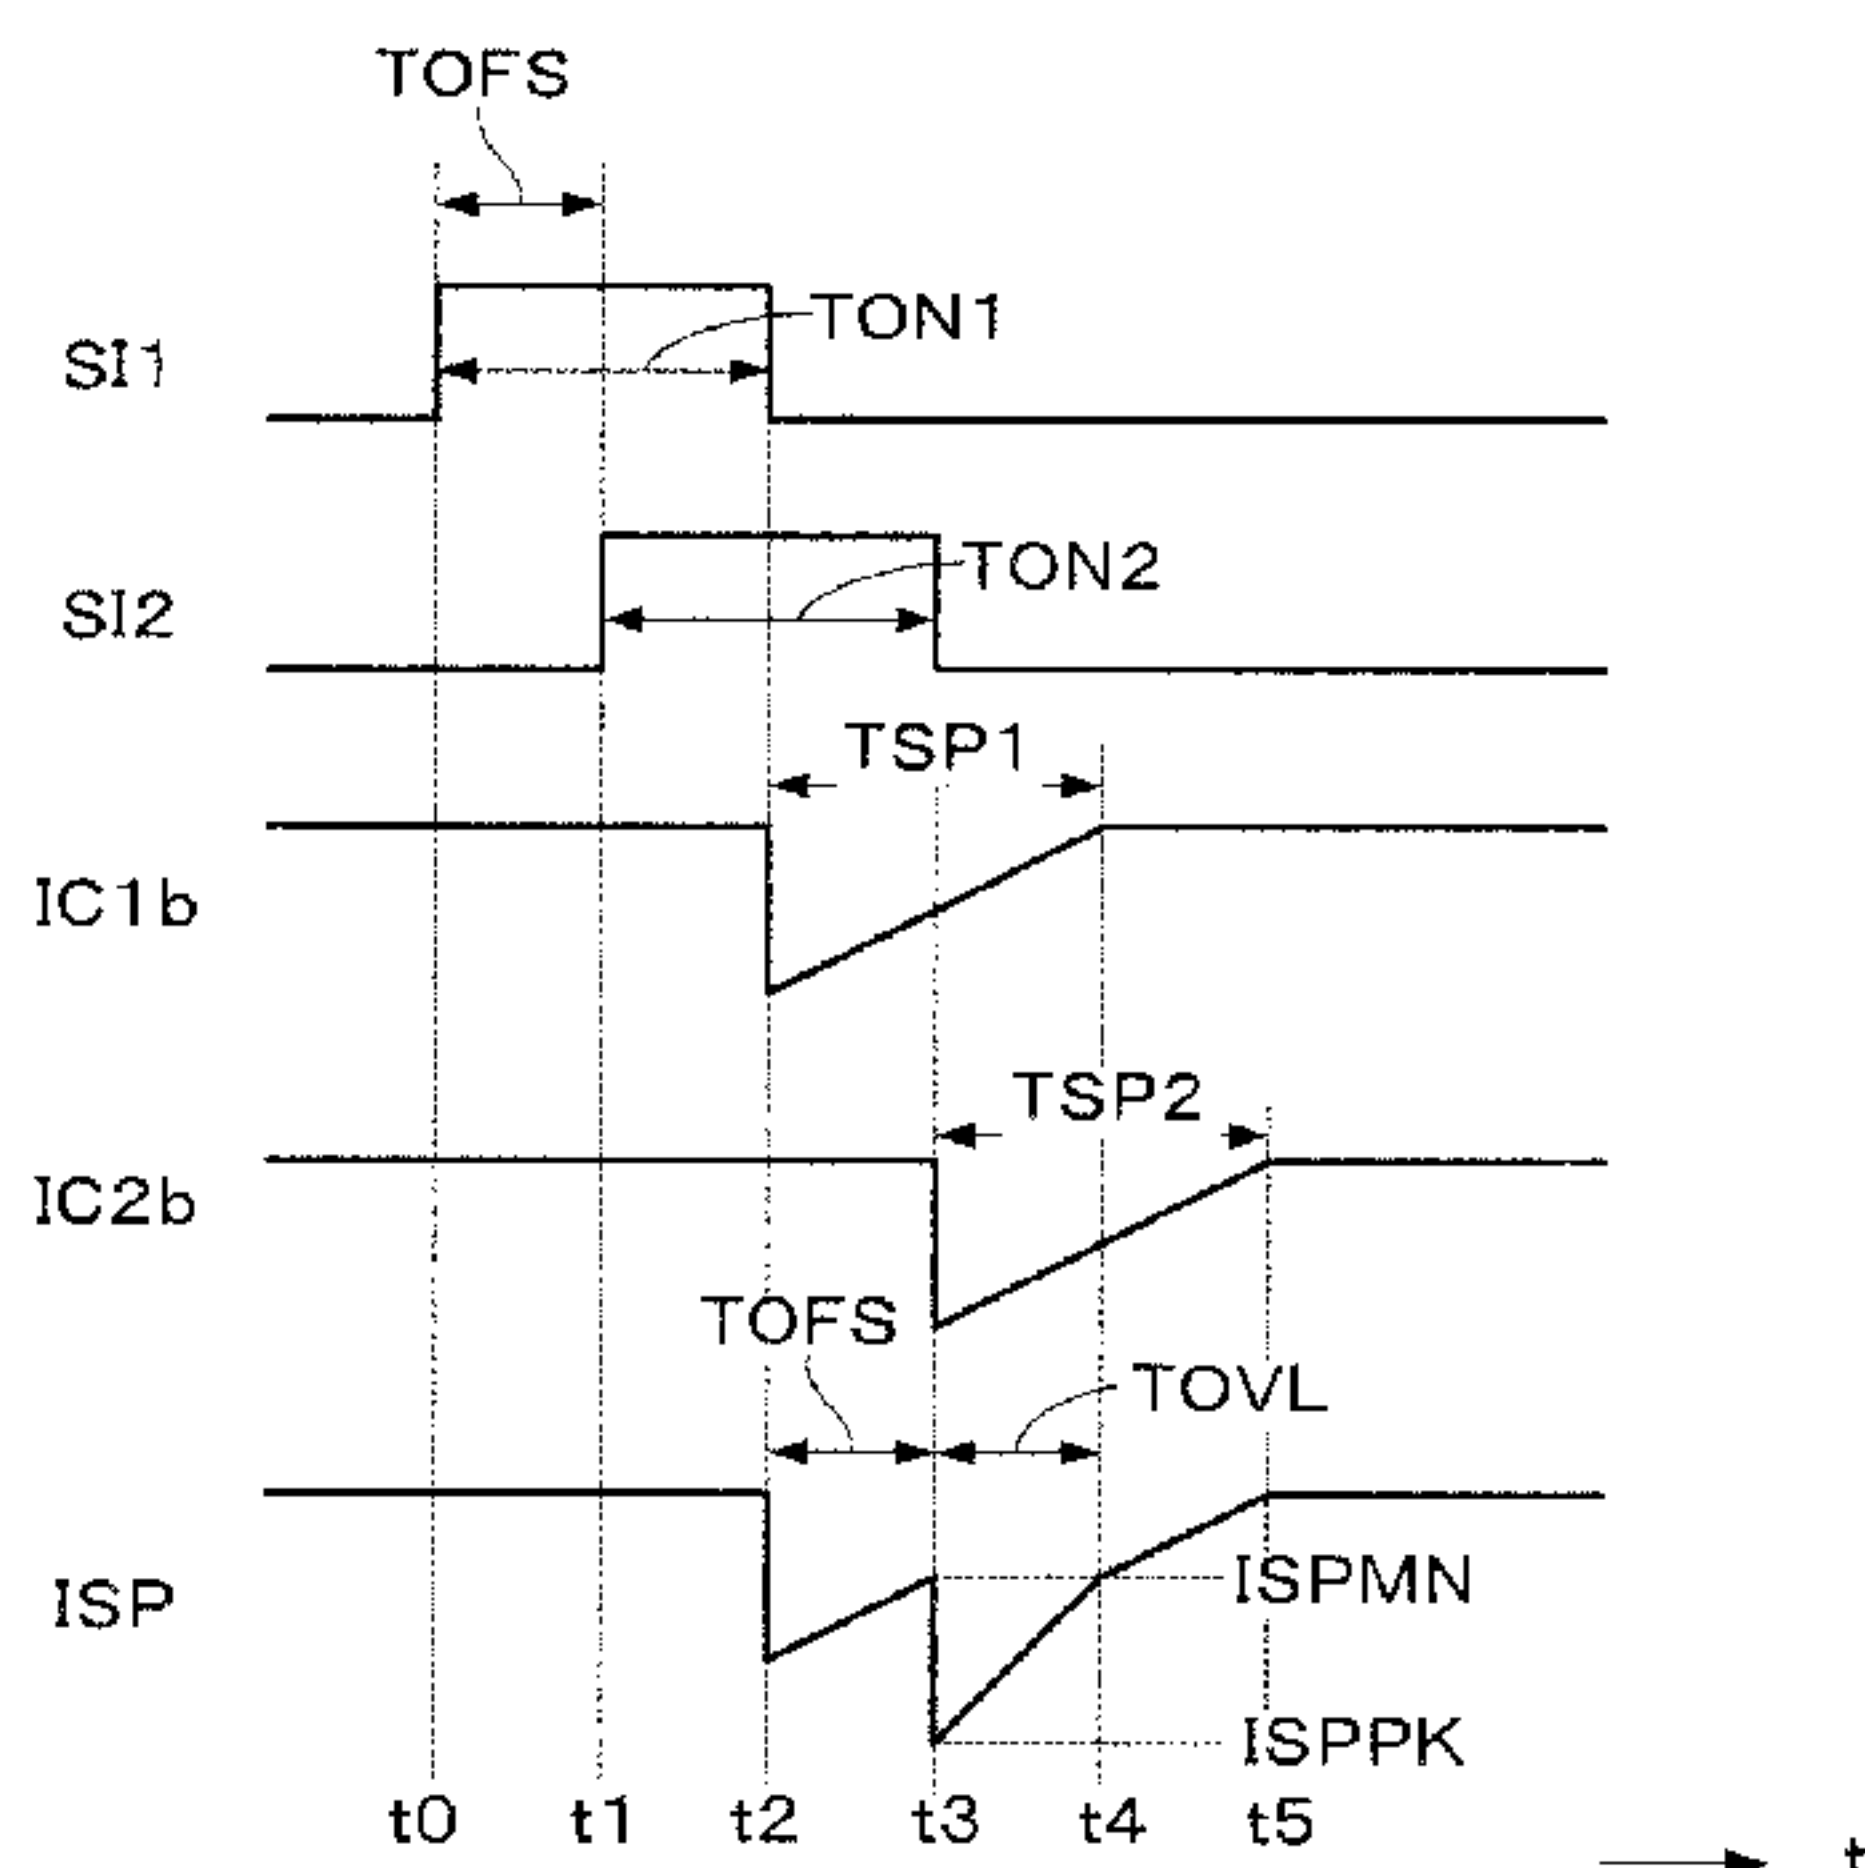 TOFS
TON1
SI1
TON2
SI2
TSP1
IC1b
TSP2
IC2b
TOFS
TOVL
ISPMN
ISP
ISPPK
t0 t1 t2 t3 t4 t5
t